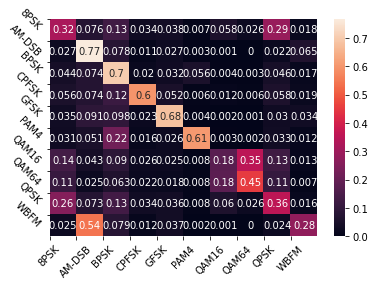 8PSK 0.32 0.076 0.13 0.034 0.038 0.007 0.058 0.026 0.29 0.018
AM-DSB 0.027 0.77 0.078 0.011 0.027 0.003 0.001 0 0.022 0.065
BPSK 0.044 0.074 0.7 0.02 0.032 0.056 0.004 0.003 0.046 0.017
CPFSK 0.056 0.074 0.12 0.6 0.052 0.012 0.006 0.012 0.058 0.019
GFSK 0.035 0.091 0.098 0.023 0.68 0.004 0.002 0.001 0.03 0.034
PAM4 0.031 0.051 0.22 0.016 0.01 0.61 0.003 0.002 0.033 0.012
QAM16 0.14 0.043 0.09 0.026 0.025 0.008 0.18 0.35 0.13 0.013
QAM64 0.11 0.025 0.063 0.022 0.018 0.008 0.18 0.45 0.11 0.007
QPSK 0.26 0.073 0.13 0.034 0.036 0.008 0.06 0.026 0.36 0.016
WBFM 0.025 0.54 0.079 0.012 0.037 0.002 0.001 0 0.024 0.28
8PSK AM-DSB BPSK CPFSK GFSK PAM4 QAM16 QAM64 QPSK WBFM
0.7
0.6
0.5
0.4
0.3
0.2
0.1
0.0